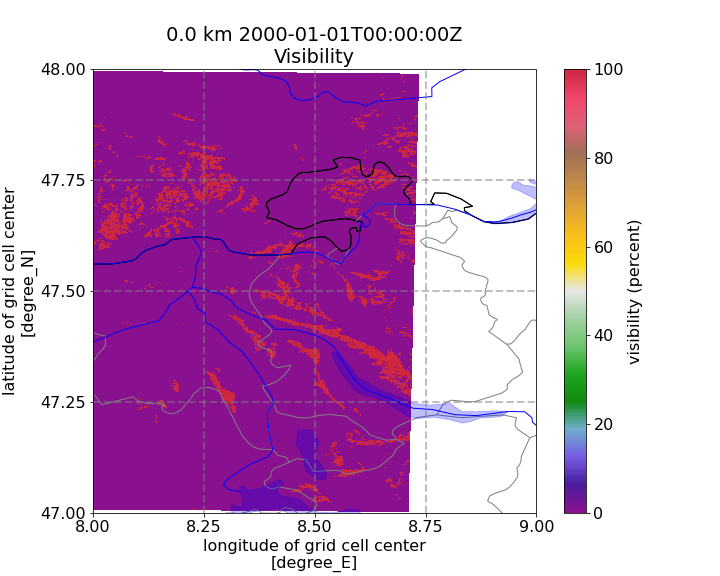 0.0 km 2000-01-01T00:00:00Z
Visibility
48.00
47.75
47.50
47.25
47.00
latitude of grid cell center
[degree_N]
8.00
8.25
8.50
8.75
9.00
longitude of grid cell center
[degree_E]
100
80
60
40
20
0
visibility (percent)